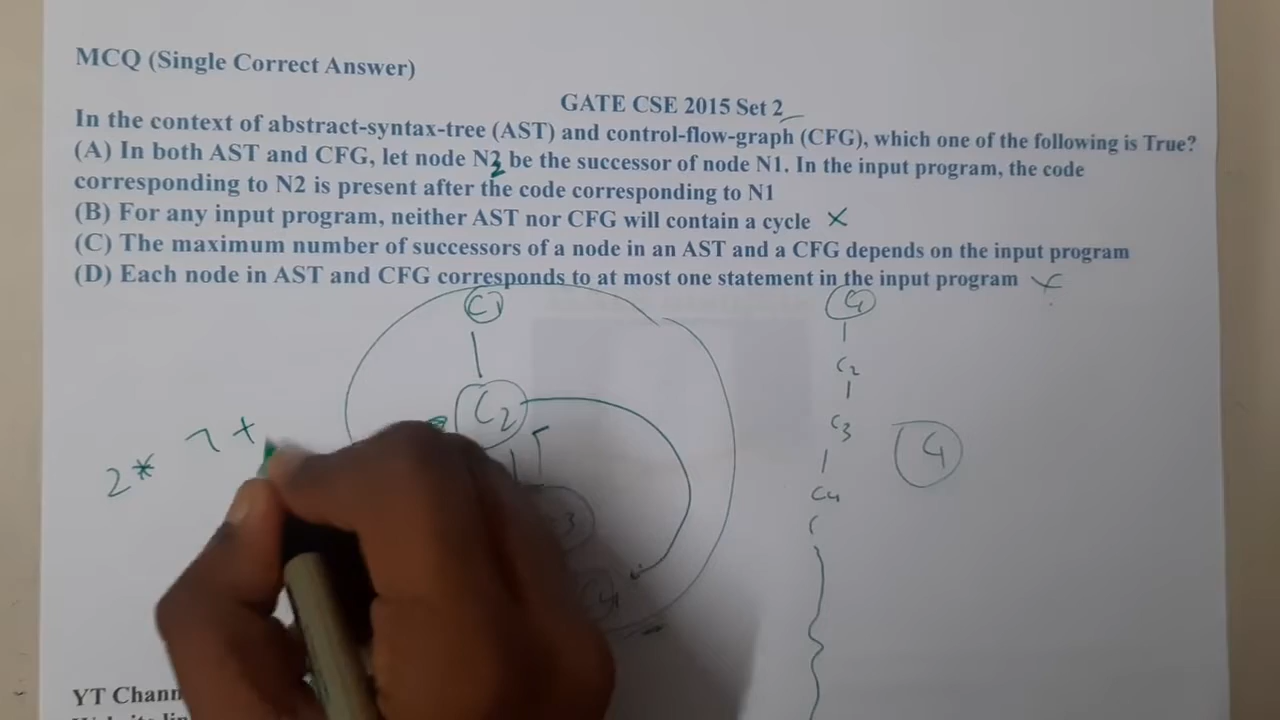 MCQ (Single Correct Answer)
GATE CSE 2015 Set 2
In the context of abstract-syntax-tree (AST) and control-flow-graph (CFG), which one of the following is True?
(A) In both AST and CFG, let node N2 be the successor of node N1. In the input program, the code
corresponding to N2 is present after the code corresponding to N1
(B) For any input program, neither AST nor CFG will contain a cycle ×
(C) The maximum number of successors of a node in an AST and a CFG depends on the input program
(D) Each node in AST and CFG corresponds to at most one statement in the input program
C1
C2
C3
C4
C2
C3
C4
2* 7+
YT Chann